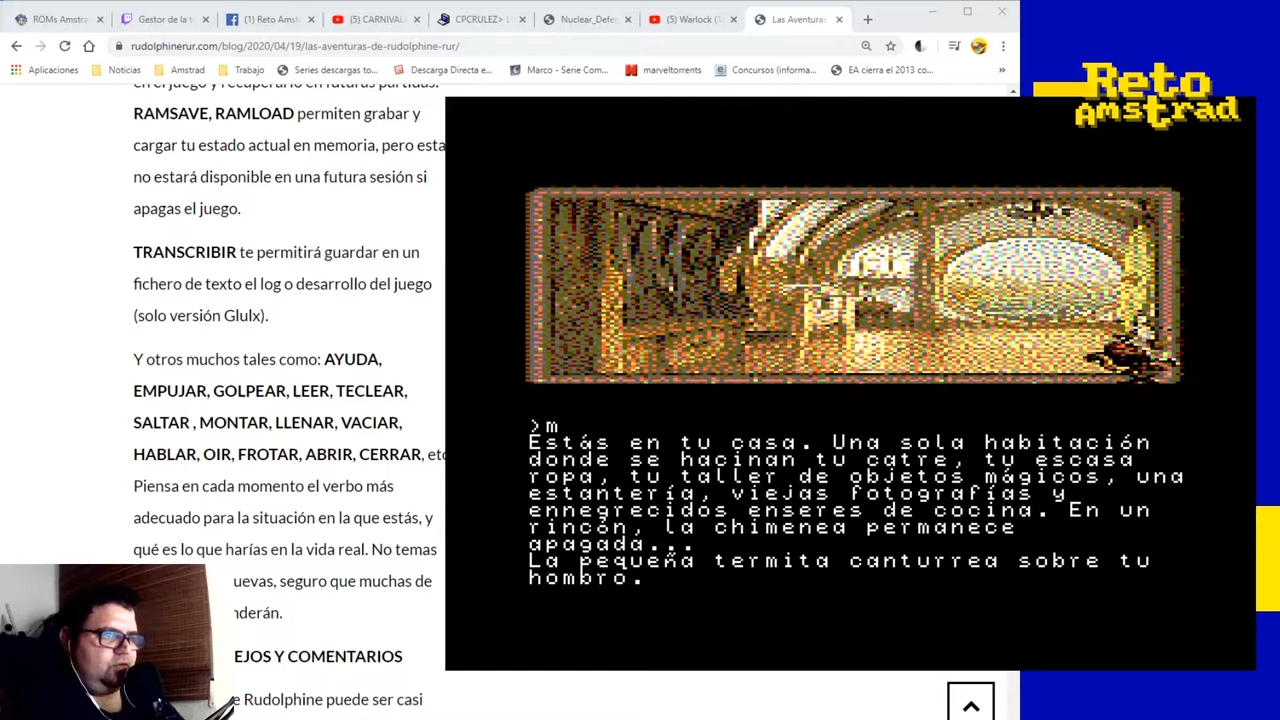 ROMs Amstra
Gestor de la t
(1) Reto Amst
(5) CARNIVAL
CPCRULEZ> L
Nuclear_Defe
(5) Warlock (1
Las Aventuras
rudolphinerur.com/blog/2020/04/19/las-aventuras-de-rudolphine-rur/
Aplicaciones
Noticias
Amstrad
Trabajo
Series descargas to...
Descarga Directa e...
Marco - Serie Com...
marveltorrents
Concursos (informa...
EA cierra el 2013 co...
»
en el juego y recuperarlo en futuras partidas.
RAMSAVE, RAMLOAD permiten grabar y
cargar tu estado actual en memoria, pero esta
no estará disponible en una futura sesión si
apagas el juego.
TRANSCRIBIR te permitirá guardar en un
fichero de texto el log o desarrollo del juego
(solo versión Glulx).
Y otros muchos tales como: AYUDA,
EMPUJAR, GOLPEAR, LEER, TECLEAR,
SALTAR , MONTAR, LLENAR, VACIAR,
HABLAR, OIR, FROTAR, ABRIR, CERRAR, etc
Piensa en cada momento el verbo más
adecuado para la situación en la que estás, y
qué es lo que harías en la vida real. No temas
uevas, seguro que muchas de
nderán.
EJOS Y COMENTARIOS
e Rudolphine puede ser casi
Reto
Amstrad
>m
Estás en tu casa. Una sola habitación
donde se hacinan tu catre, tu escasa
ropa, tu taller de objetos mágicos, una
estantería, viejas fotografías y
ennegrecidos enseres de cocina. En un
rincón, la chimenea permanece
apagada...
La pequeña termita canturrea sobre tu
hombro.